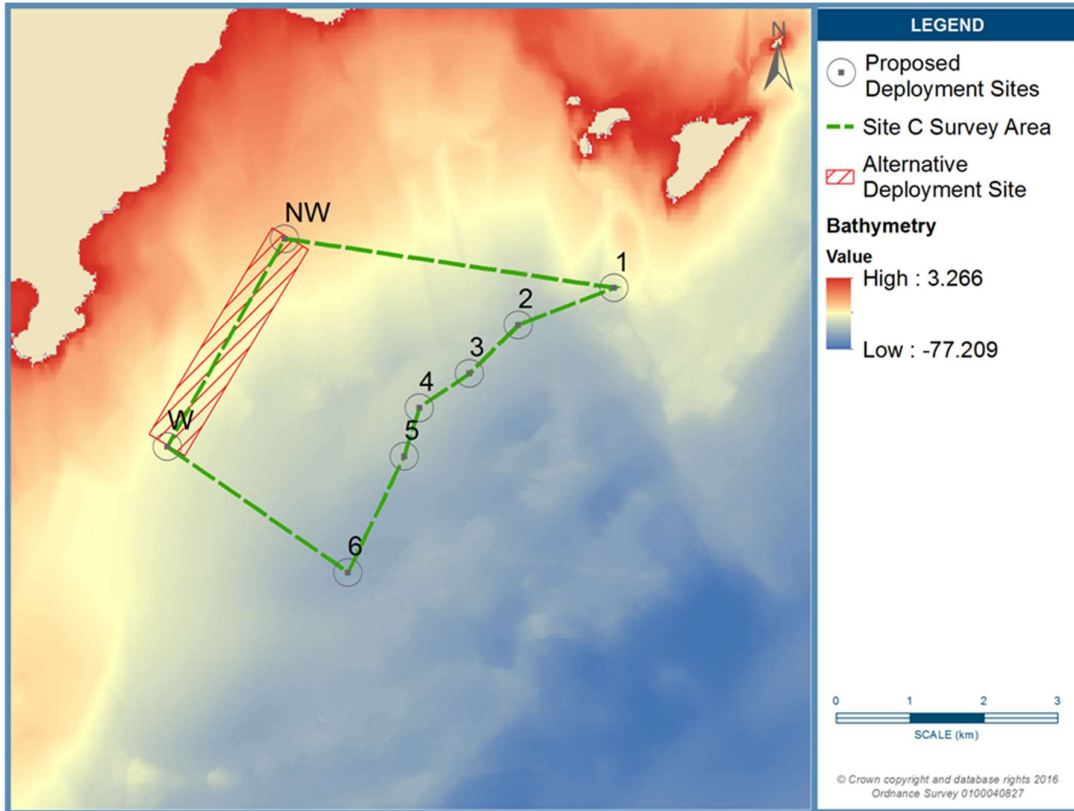 N
NW
1
2
3
4
W
5
6
LEGEND
Proposed
Deployment Sites
Site C Survey Area
Alternative
Deployment Site
Bathymetry
Value
High : 3.266
Low : -77.209
0 1 2 3
SCALE (km)
© Crown copyright and database rights 2016
Ordnance Survey 0100040827